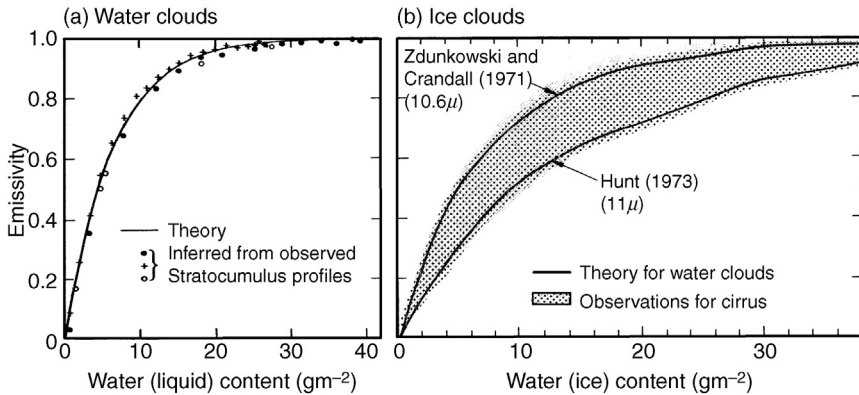 (a) Water clouds
1.0
0.8
0.6
0.4
0.2
0
Emissivity
Theory
Inferred from observed
Stratocumulus profiles
0 10 20 30 40
Water (liquid) content (gm⁻²)
(b) Ice clouds
Zdunkowski and
Crandall (1971)
(10.6μ)
Hunt (1973)
(11μ)
Theory for water clouds
Observations for cirrus
0 10 20 30
Water (ice) content (gm⁻²)